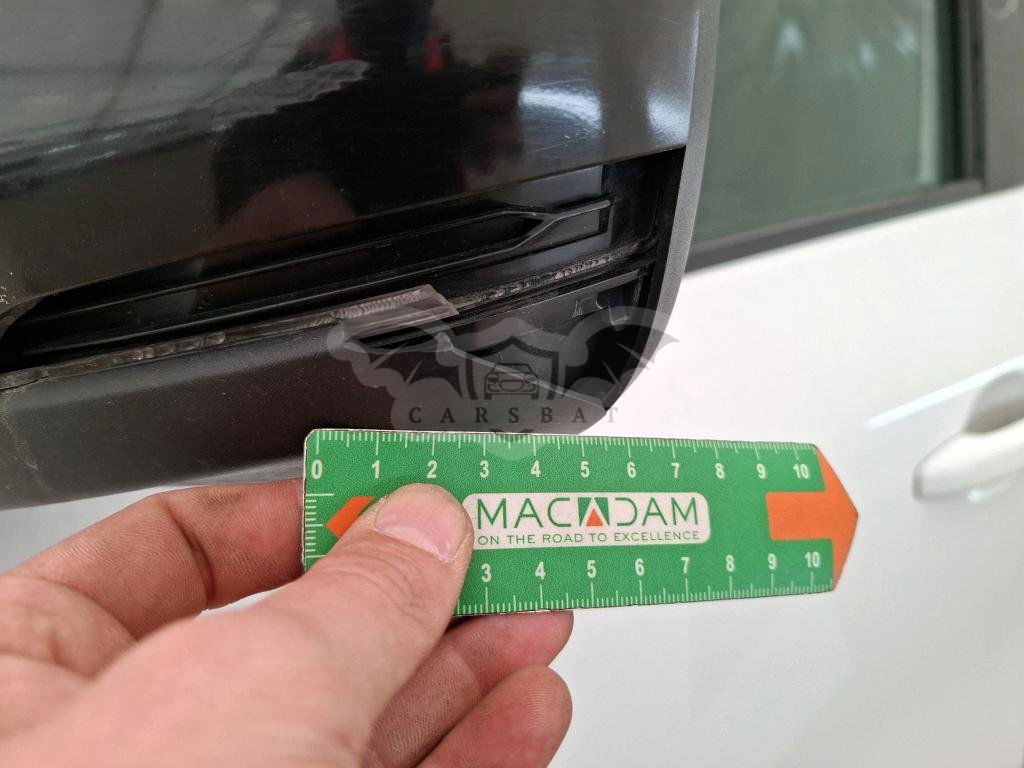 CARSBAT
0 1 2 3 4 5 6 7 8 9 10
MACADAM
ON THE ROAD TO EXCELLENCE
3 4 5 6 7 8 9 10